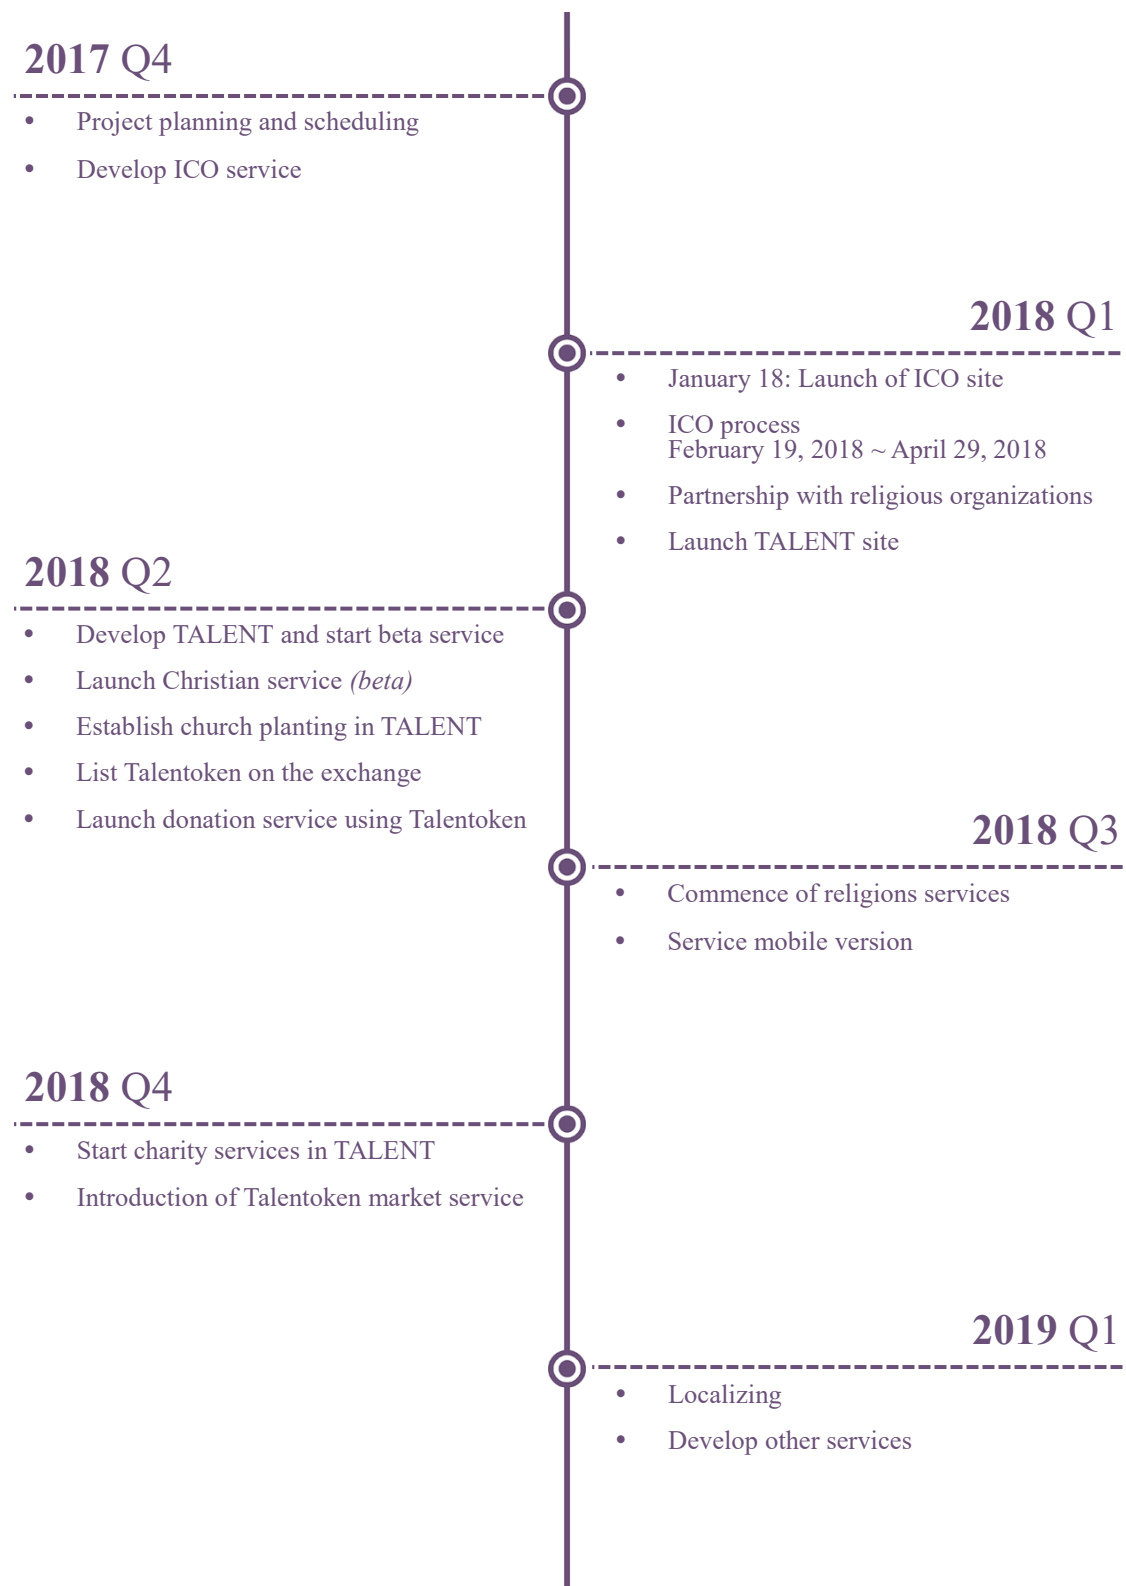 2017 Q4
• Project planning and scheduling
• Develop ICO service
2018 Q1
• January 18: Launch of ICO site
• ICO process
February 19, 2018 ~ April 29, 2018
• Partnership with religious organizations
• Launch TALENT site
2018 Q2
• Develop TALENT and start beta service
• Launch Christian service (beta)
• Establish church planting in TALENT
• List Talentoken on the exchange
• Launch donation service using Talentoken
2018 Q3
• Commence of religions services
• Service mobile version
2018 Q4
• Start charity services in TALENT
• Introduction of Talentoken market service
2019 Q1
• Localizing
• Develop other services